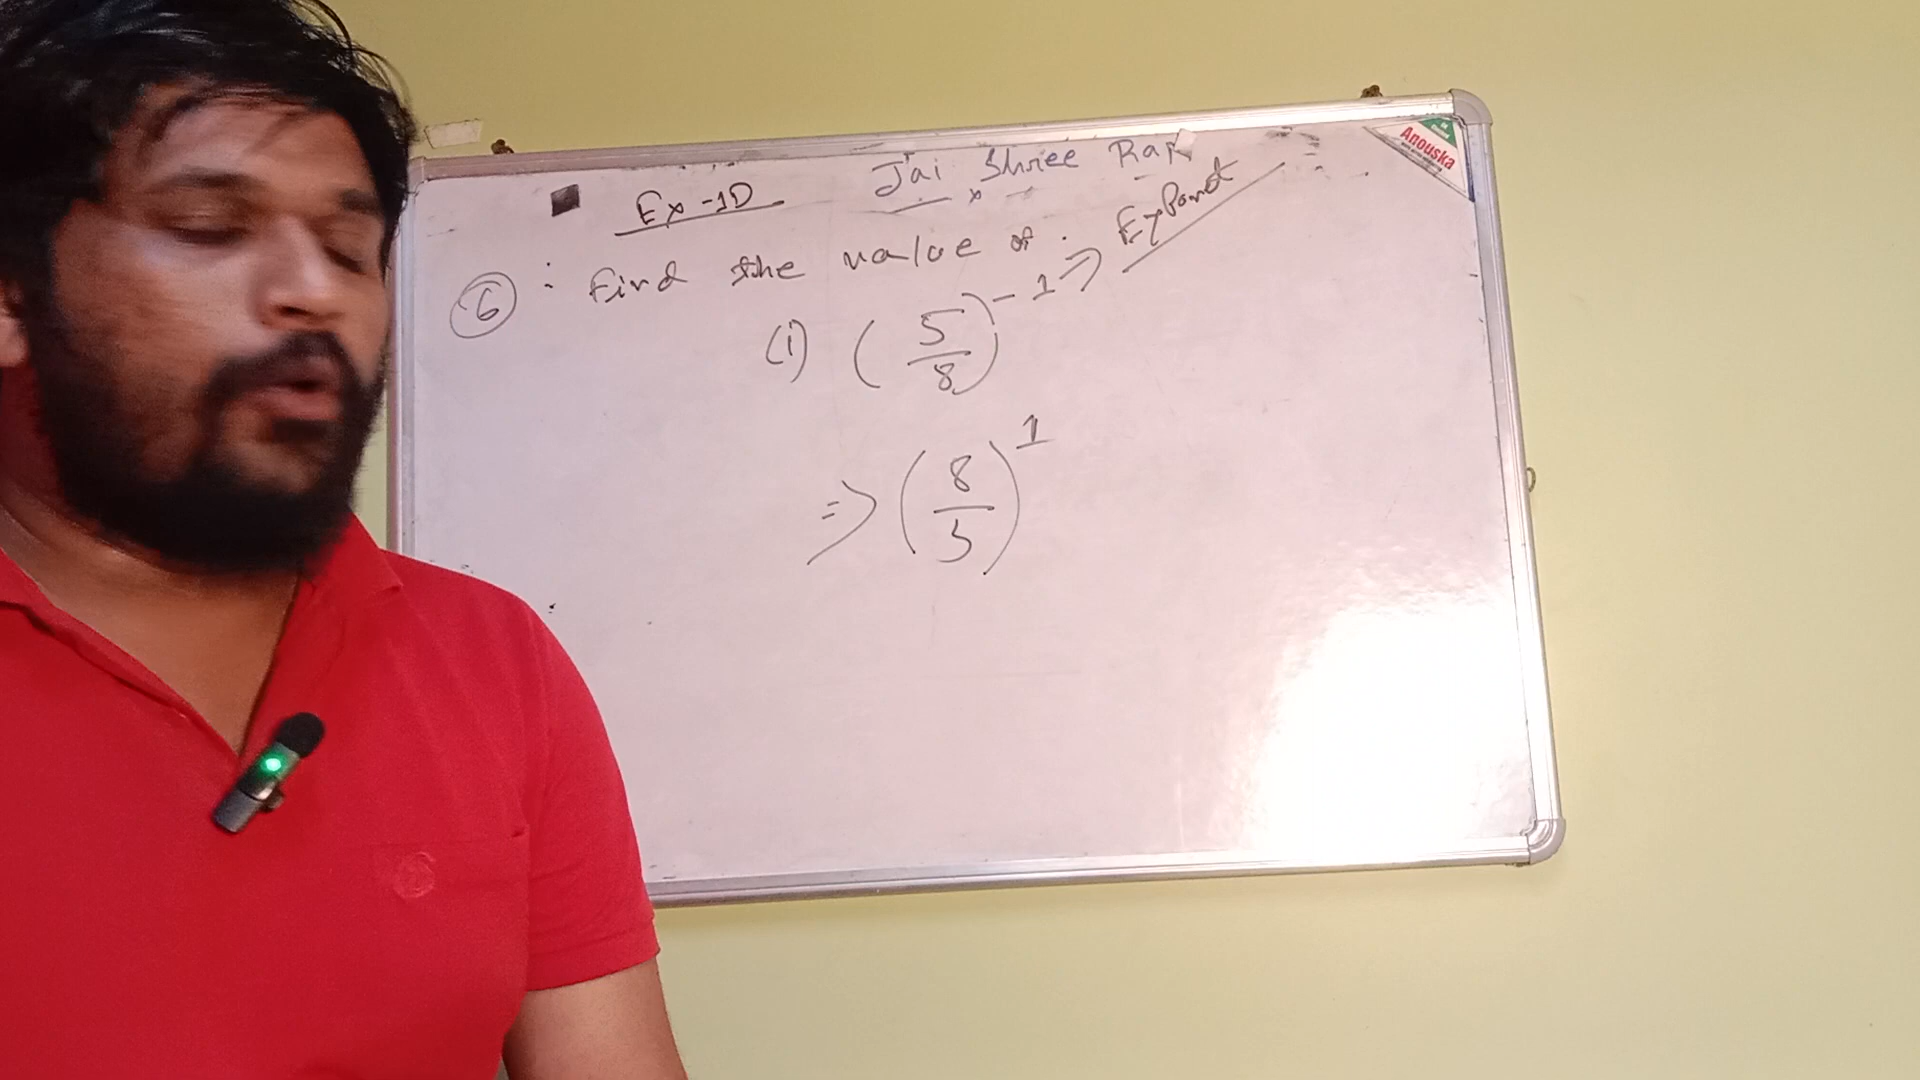 Jai Shree Ram
Ex-1D
⑥ : Find the value of .
(i) (5/8)^-1 => Exponent
=> (8/5)^1
Anouska